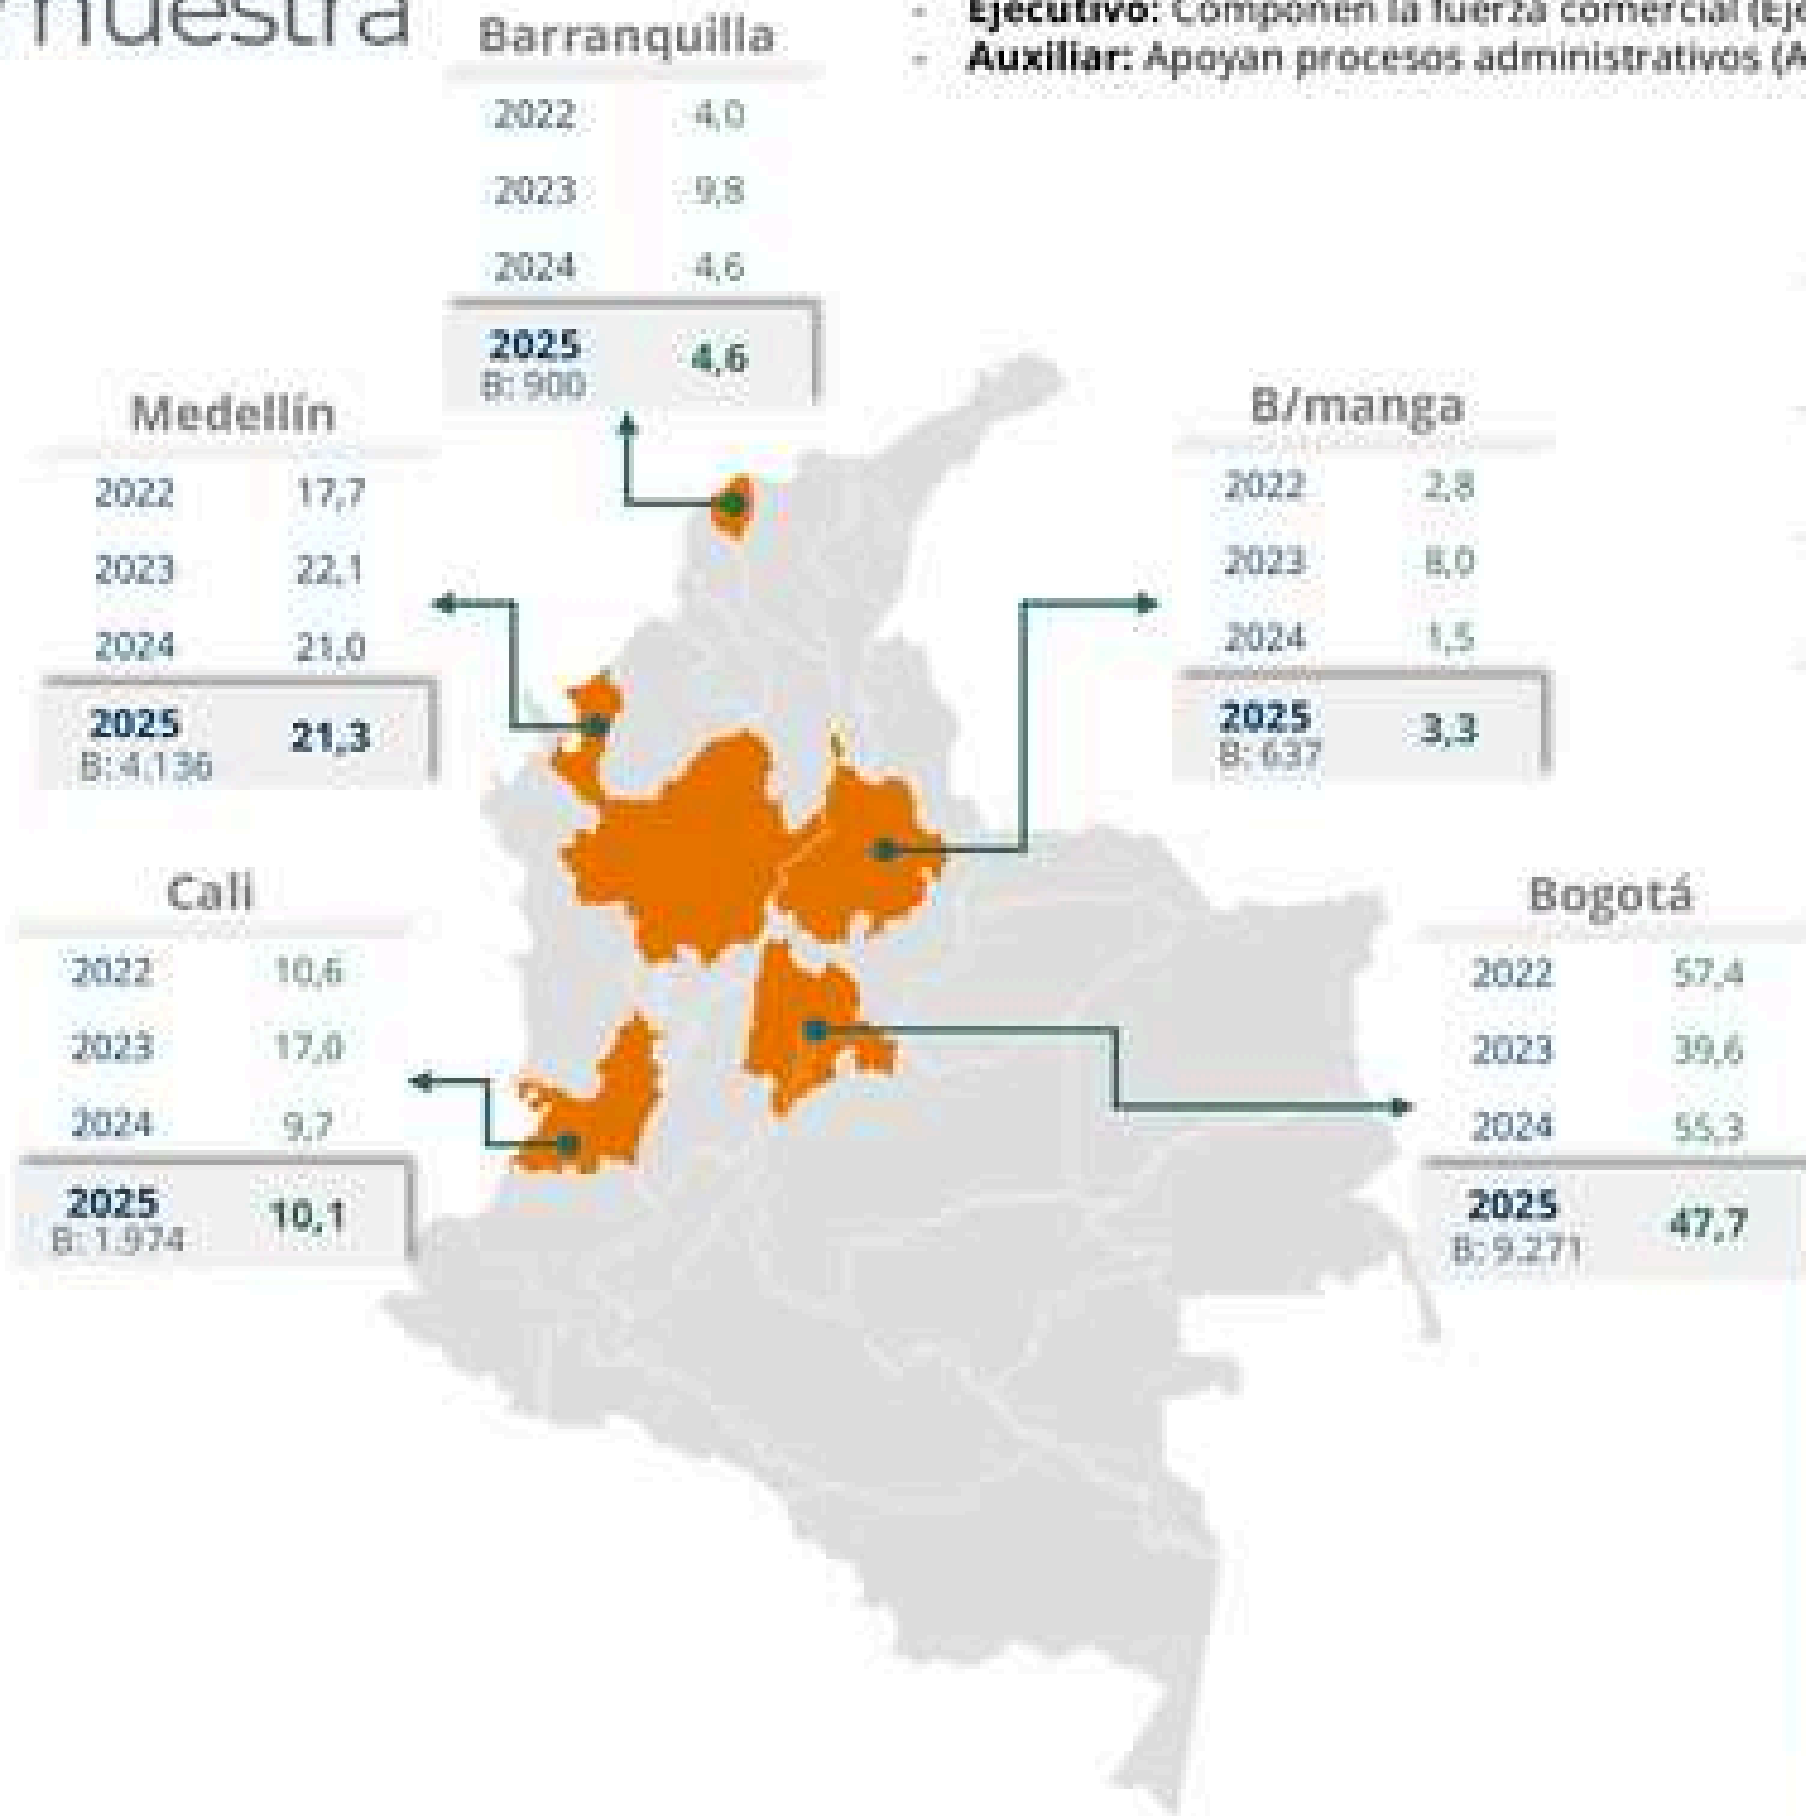 muestra
- Ejecutivo: Componen la fuerza comercial (Eje
- Auxiliar: Apoyan procesos administrativos (A
Barranquilla
2022 4,0
2023 9,8
2024 4,6
2025 4,6
B: 900
Medellín
2022 17,7
2023 22,1
2024 21,0
2025 21,3
B: 4.136
B/manga
2022 2,8
2023 8,0
2024 1,5
2025 3,3
B: 637
Cali
2022 10,6
2023 17,0
2024 9,7
2025 10,1
B: 1.974
Bogotá
2022 57,4
2023 39,6
2024 55,3
2025 47,7
B: 9.271